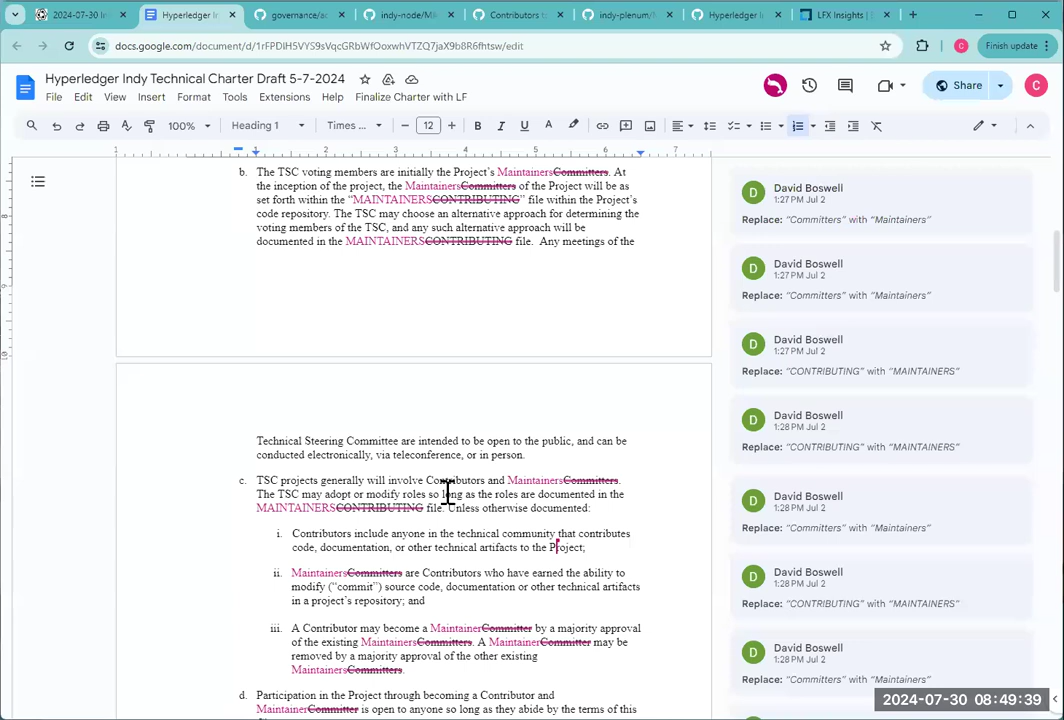 2024-07-30 Ind
Hyperledger Ind
governance/ac
indy-node/MA
Contributors to
indy-plenum/M
Hyperledger In
LFX Insights |
docs.google.com/document/d/1rFPDlH5VYS9sVqcGRbWfOoxwhVTZQ7jaX9b8R6fhtsw/edit
C
Finish update
Hyperledger Indy Technical Charter Draft 5-7-2024
File Edit View Insert Format Tools Extensions Help Finalize Charter with LF
Share
C
100%
Heading 1
Times ...
12
B I U A
1 1 2 3 4 5 6 7
b. The TSC voting members are initially the Project's MaintainersCommitters. At
the inception of the project, the MaintainersCommitters of the Project will be as
set forth within the "MAINTAINERSCONTRIBUTING" file within the Project's
code repository. The TSC may choose an alternative approach for determining the
voting members of the TSC, and any such alternative approach will be
documented in the MAINTAINERSCONTRIBUTING file. Any meetings of the
Technical Steering Committee are intended to be open to the public, and can be
conducted electronically, via teleconference, or in person.
c. TSC projects generally will involve Contributors and MaintainersCommitters.
The TSC may adopt or modify roles so long as the roles are documented in the
MAINTAINERSCONTRIBUTING file. Unless otherwise documented:
i. Contributors include anyone in the technical community that contributes
code, documentation, or other technical artifacts to the Project;
ii. MaintainersCommitters are Contributors who have earned the ability to
modify ("commit") source code, documentation or other technical artifacts
in a project's repository; and
iii. A Contributor may become a MaintainerCommitter by a majority approval
of the existing MaintainersCommitters. A MaintainerCommitter may be
removed by a majority approval of the other existing
MaintainersCommitters.
d. Participation in the Project through becoming a Contributor and
MaintainerCommitter is open to anyone so long as they abide by the terms of this
D
David Boswell
1:27 PM Jul 2
Replace: "Committers" with "Maintainers"
D
David Boswell
1:27 PM Jul 2
Replace: "Committers" with "Maintainers"
D
David Boswell
1:27 PM Jul 2
Replace: "CONTRIBUTING" with "MAINTAINERS"
D
David Boswell
1:28 PM Jul 2
Replace: "CONTRIBUTING" with "MAINTAINERS"
D
David Boswell
1:28 PM Jul 2
Replace: "Committers" with "Maintainers"
D
David Boswell
1:28 PM Jul 2
Replace: "CONTRIBUTING" with "MAINTAINERS"
D
David Boswell
1:28 PM Jul 2
Replace: "Committers" with "Maintainers"
2024-07-30 08:49:39